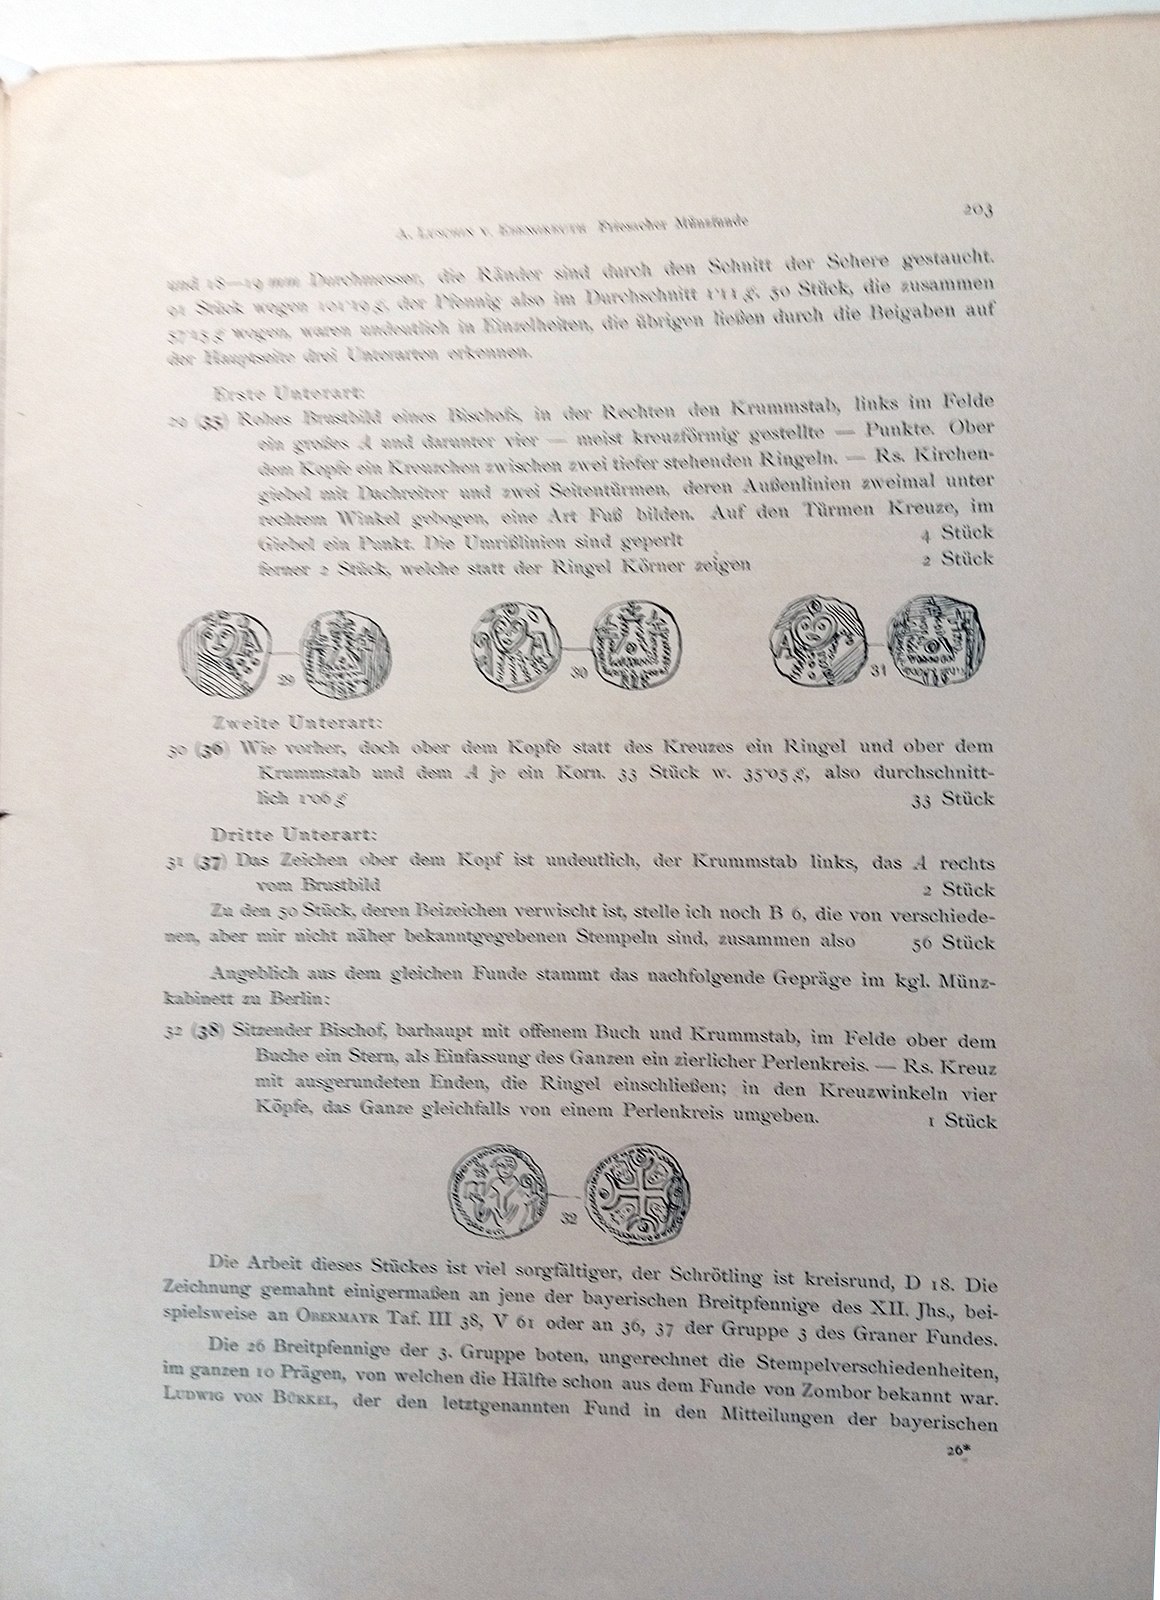 A. LUSCHIN V. EBENGREUTH Friesacher Münzfunde
203
und 18—19 mm Durchmesser, die Ränder sind durch den Schnitt der Schere gestaucht.
91 Stück wogen 101·19 g, der Pfennig also im Durchschnitt 1·11 g. 50 Stück, die zusammen
57·15 g wogen, waren undeutlich in Einzelheiten, die übrigen ließen durch die Beigaben auf
der Hauptseite drei Unterarten erkennen.
Erste Unterart:
29 (35) Rohes Brustbild eines Bischofs, in der Rechten den Krummstab, links im Felde
ein großes A und darunter vier — meist kreuzförmig gestellte — Punkte. Ober
dem Kopfe ein Kreuzchen zwischen zwei tiefer stehenden Ringeln. — Rs. Kirchen-
giebel mit Dachreiter und zwei Seitentürmen, deren Außenlinien zweimal unter
rechtem Winkel gebogen, eine Art Fuß bilden. Auf den Türmen Kreuze, im
Giebel ein Punkt. Die Umrißlinien sind geperlt 4 Stück
ferner 2 Stück, welche statt der Ringel Körner zeigen 2 Stück
29 30 31
Zweite Unterart:
30 (36) Wie vorher, doch ober dem Kopfe statt des Kreuzes ein Ringel und ober dem
Krummstab und dem A je ein Korn. 33 Stück w. 35·05 g, also durchschnitt-
lich 1·06 g 33 Stück
Dritte Unterart:
31 (37) Das Zeichen ober dem Kopf ist undeutlich, der Krummstab links, das A rechts
vom Brustbild 2 Stück
Zu den 50 Stück, deren Beizeichen verwischt ist, stelle ich noch B 6, die von verschiede-
nen, aber mir nicht näher bekanntgegebenen Stempeln sind, zusammen also 56 Stück
Angeblich aus dem gleichen Funde stammt das nachfolgende Gepräge im kgl. Münz-
kabinett zu Berlin:
32 (38) Sitzender Bischof, barhaupt mit offenem Buch und Krummstab, im Felde ober dem
Buche ein Stern, als Einfassung des Ganzen ein zierlicher Perlenkreis. — Rs. Kreuz
mit ausgerundeten Enden, die Ringel einschließen; in den Kreuzwinkeln vier
Köpfe, das Ganze gleichfalls von einem Perlenkreis umgeben. 1 Stück
32
Die Arbeit dieses Stückes ist viel sorgfältiger, der Schrötling ist kreisrund, D 18. Die
Zeichnung gemahnt einigermaßen an jene der bayerischen Breitpfennige des XII. Jhs., bei-
spielsweise an OBERMAYR Taf. III 38, V 61 oder an 36, 37 der Gruppe 3 des Graner Fundes.
Die 26 Breitpfennige der 3. Gruppe boten, ungerechnet die Stempelverschiedenheiten,
im ganzen 10 Prägen, von welchen die Hälfte schon aus dem Funde von Zombor bekannt war.
LUDWIG VON BÜRKEL, der den letztgenannten Fund in den Mitteilungen der bayerischen
26*